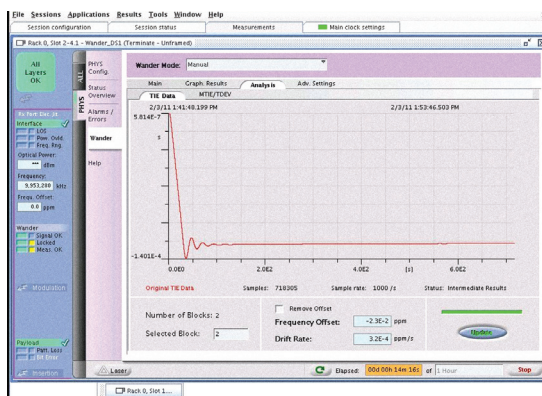 File Sessions Applications Results Tools Window Help
Session configuration Session status Measurements Main clock settings
Rack 0, Slot 2-4.1 - Wander_DS1 (Terminate - Unframed)
All Layers OK
ALL
PHYS
PHYS Config.
Status Overview
Alarms / Errors
Wander
Help
Wander Mode: Manual
Main Graph. Results Analysis Adv. Settings
TIE Data MTIE/TDEV
2/3/11 1:41:48.199 PM 2/3/11 1:53:46.503 PM
5.814E-7
s
-1.401E-4
0.0E0 2.0E2 4.0E2 [s] 6.0E2
Original TIE Data Samples: 718305 Sample rate: 1000 /s Status: Intermediate Results
Interface
LOS
Pow. Ovld.
Freq. Rng.
Optical Power:
--- dBm
Frequency:
9,953,280 kHz
Frequ. Offset
0.0 ppm
Wander
Signal OK
Locked
Meas. OK
Modulation
Payload
Patt. Loss
Bit Error
Insertion
Number of Blocks: 2
Selected Block: 2
Remove Offset
Frequency Offset: -2.3E-2 ppm
Drift Rate: 3.2E-4 ppm/s
Update
Laser
Elapsed: 00d 00h 14m 16s of 1 Hour Stop
Rack 0, Slot 1....